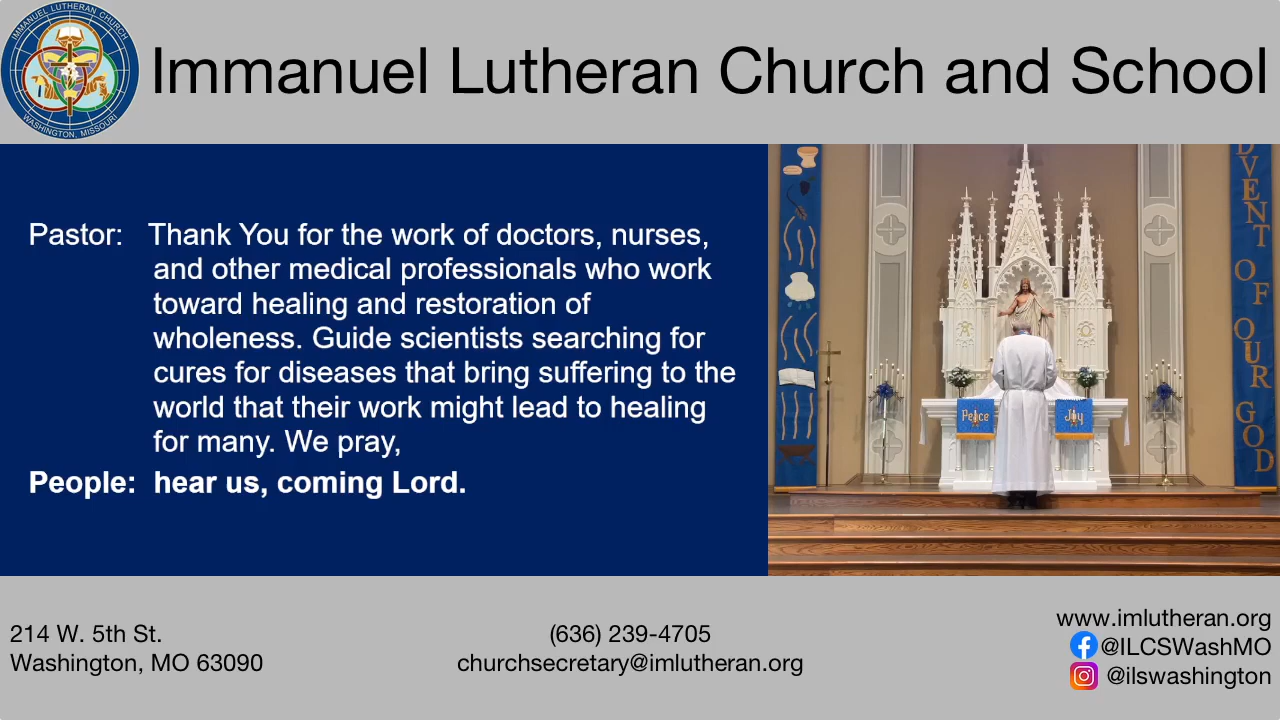 IMMANUEL LUTHERAN CHURCH
WASHINGTON, MISSOURI
Immanuel Lutheran Church and School
Pastor: Thank You for the work of doctors, nurses,
and other medical professionals who work
toward healing and restoration of
wholeness. Guide scientists searching for
cures for diseases that bring suffering to the
world that their work might lead to healing
for many. We pray,
People: hear us, coming Lord.
DVENT
OF
OUR
GOD
Peace
Joy
214 W. 5th St.
Washington, MO 63090
(636) 239-4705
churchsecretary@imlutheran.org
www.imlutheran.org
@ILCSWashMO
@ilswashington